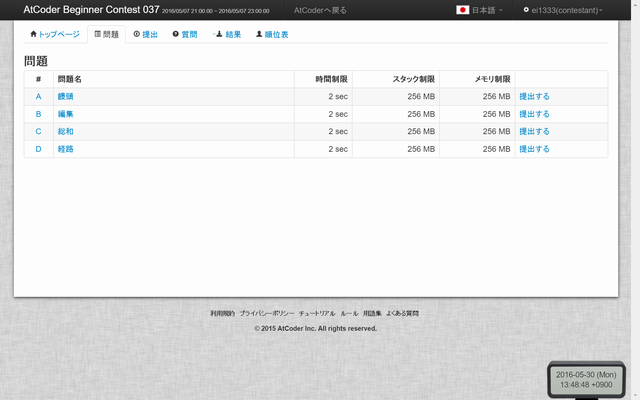 AtCoder Beginner Contest 037 2016/05/07 21:00:00 ~ 2016/05/07 23:00:00 AtCoderへ戻る 日本語 ei1333(contestant)
トップページ 問題 提出 質問 結果 順位表
問題
# 問題名 時間制限 スタック制限 メモリ制限
A 饅頭 2 sec 256 MB 256 MB 提出する
B 編集 2 sec 256 MB 256 MB 提出する
C 総和 2 sec 256 MB 256 MB 提出する
D 経路 2 sec 256 MB 256 MB 提出する
利用規約 プライバシーポリシー チュートリアル ルール 用語集 よくある質問
© 2015 AtCoder Inc. All rights reserved.
2016-05-30 (Mon)
13:48:48 +0900